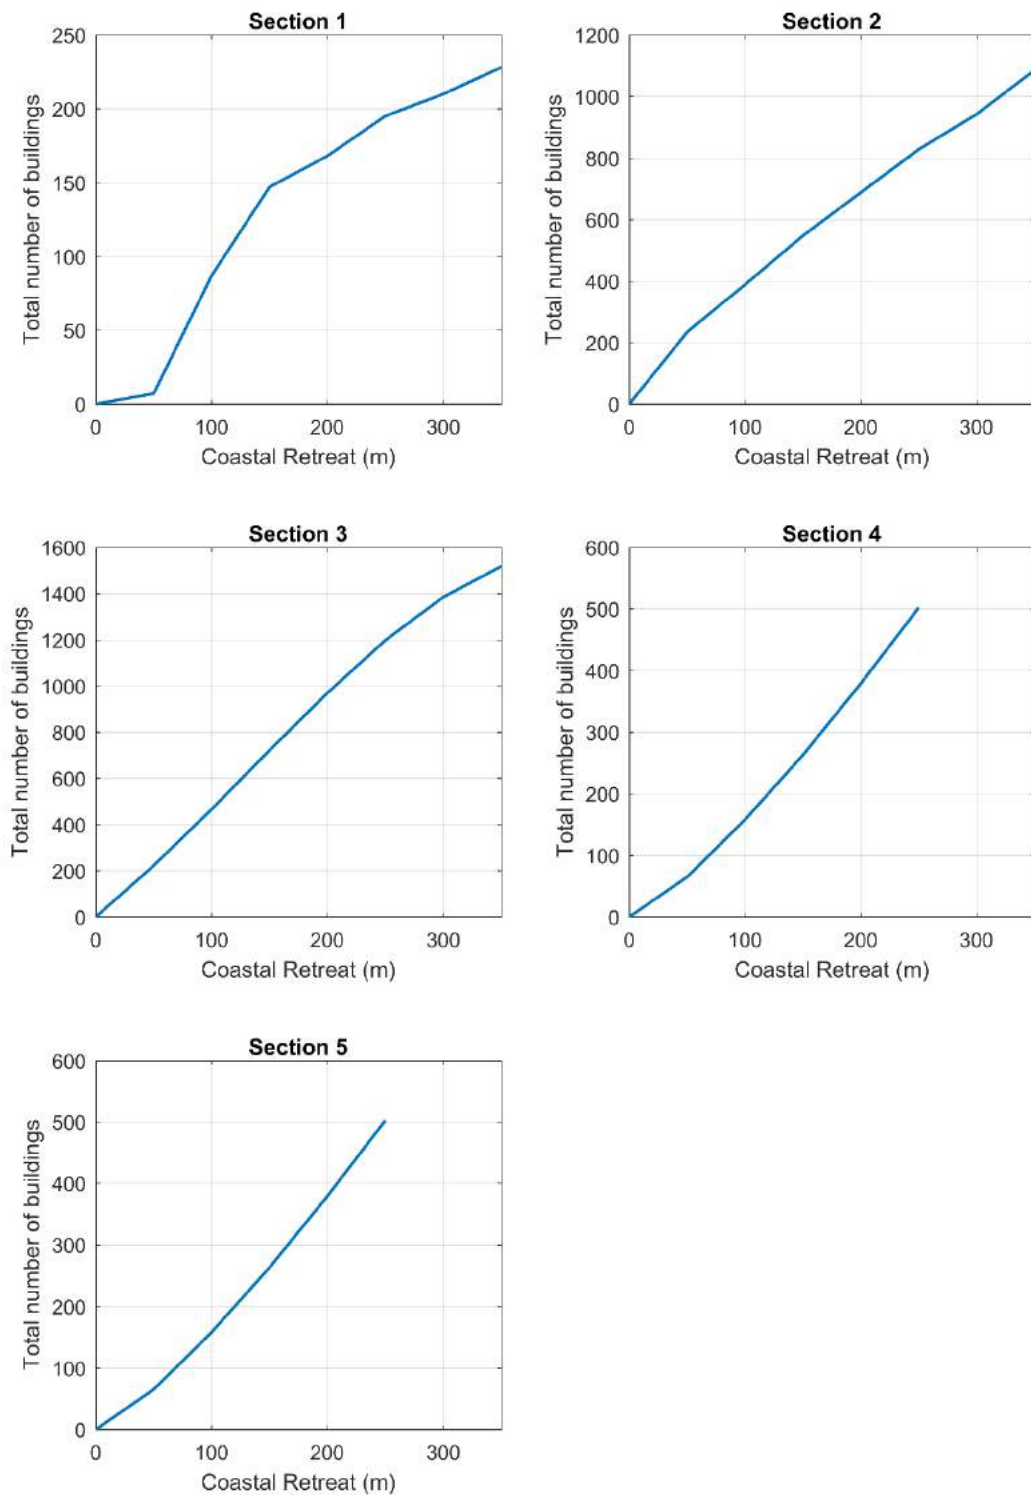 Section 1
250
200
150
100
50
0
0 100 200 300
Total number of buildings
Coastal Retreat (m)
Section 2
1200
1000
800
600
400
200
0
0 100 200 300
Total number of buildings
Coastal Retreat (m)
Section 3
1600
1400
1200
1000
800
600
400
200
0
0 100 200 300
Total number of buildings
Coastal Retreat (m)
Section 4
600
500
400
300
200
100
0
0 100 200 300
Total number of buildings
Coastal Retreat (m)
Section 5
600
500
400
300
200
100
0
0 100 200 300
Total number of buildings
Coastal Retreat (m)